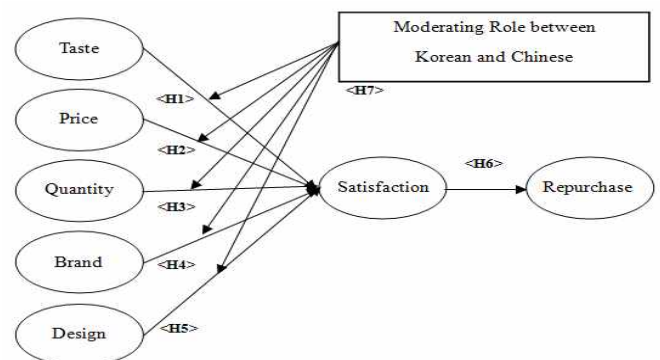 Taste
Moderating Role between
Korean and Chinese
<H7>
<H1>
Price
<H2>
Quantity
<H3>
Satisfaction
<H6>
Repurchase
Brand
<H4>
Design
<H5>